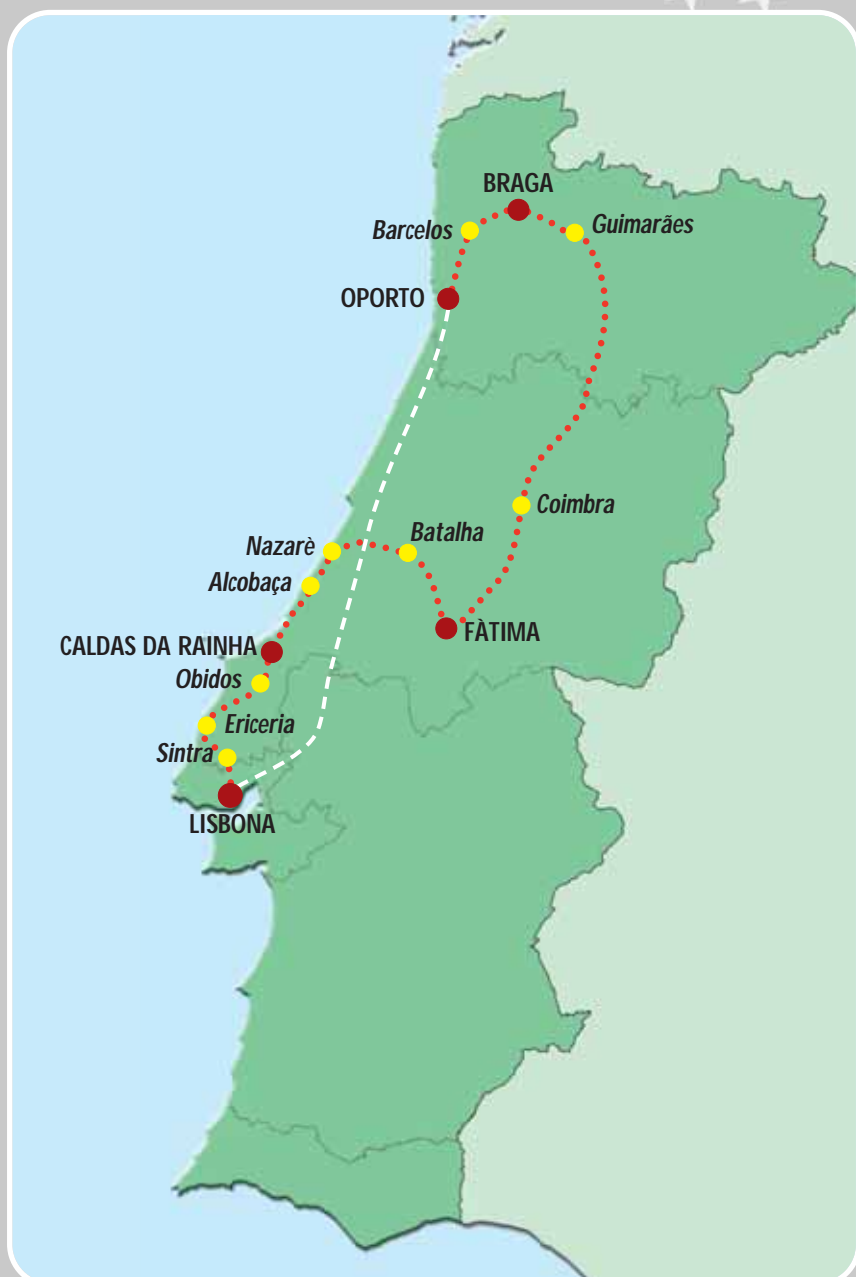 BRAGA
Barcelos
Guimarães
OPORTO
Coimbra
Nazarè
Batalha
Alcobaça
FÀTIMA
CALDAS DA RAINHA
Obidos
Ericeria
Sintra
LISBONA